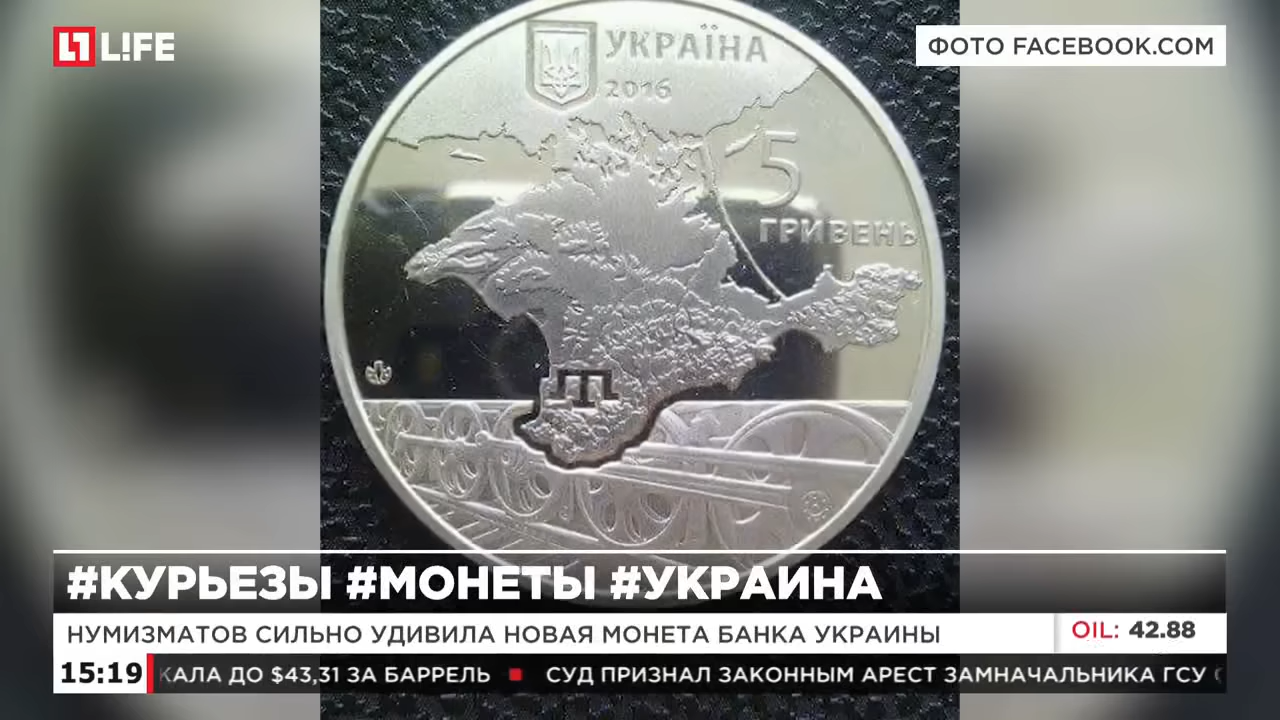 L!FE
ФОТО FACEBOOK.COM
УКРАЇНА
2016
5
ГРИВЕНЬ
#КУРЬЕЗЫ #МОНЕТЫ #УКРАИНА
НУМИЗМАТОВ СИЛЬНО УДИВИЛА НОВАЯ МОНЕТА БАНКА УКРАИНЫ
OIL: 42.88
15:19
КАЛА ДО $43,31 ЗА БАРРЕЛЬ ■ СУД ПРИЗНАЛ ЗАКОННЫМ АРЕСТ ЗАМНАЧАЛЬНИКА ГСУ